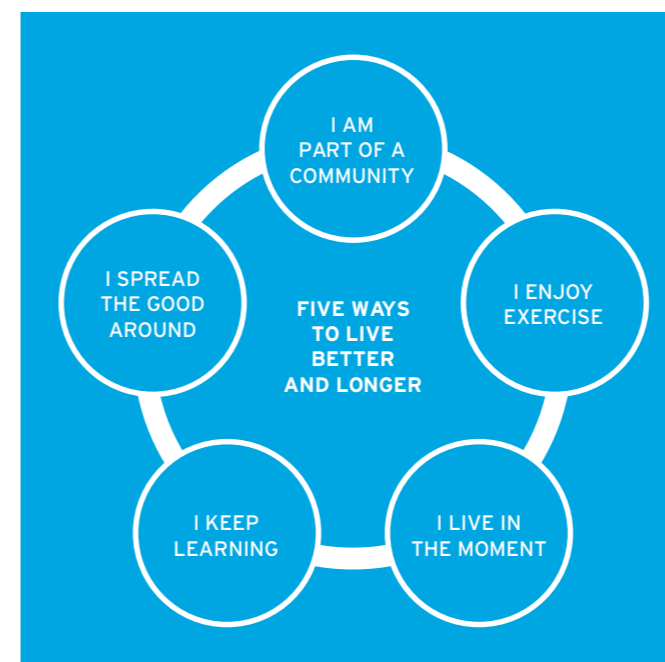 I AM
PART OF A
COMMUNITY
I SPREAD
THE GOOD
AROUND
FIVE WAYS
TO LIVE
BETTER
AND LONGER
I ENJOY
EXERCISE
I KEEP
LEARNING
I LIVE IN
THE MOMENT